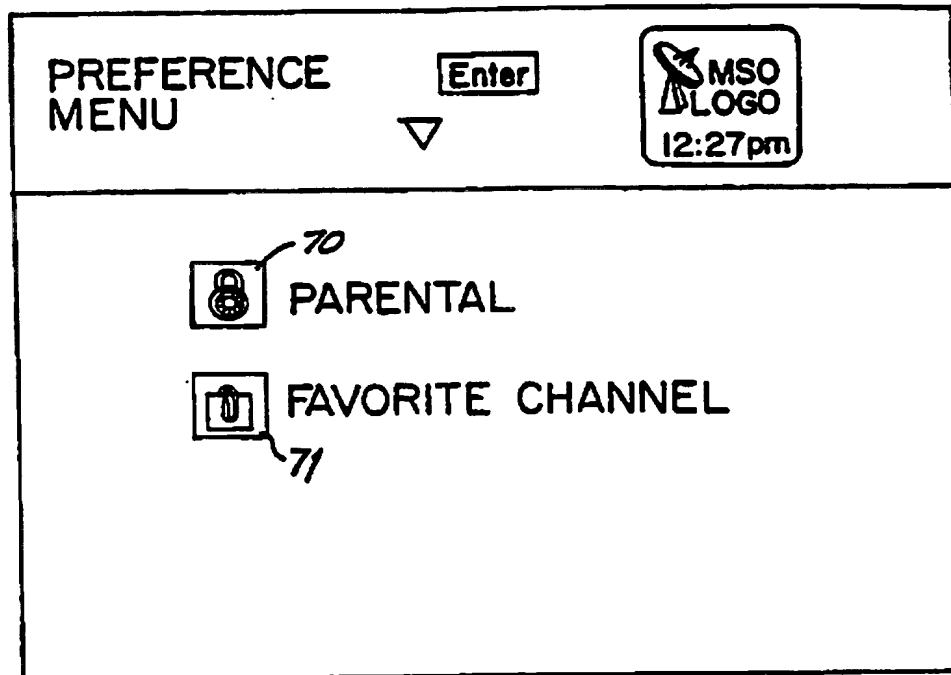 PREFERENCE
MENU
Enter
MSO
LOGO
12:27pm
70
PARENTAL
FAVORITE CHANNEL
71